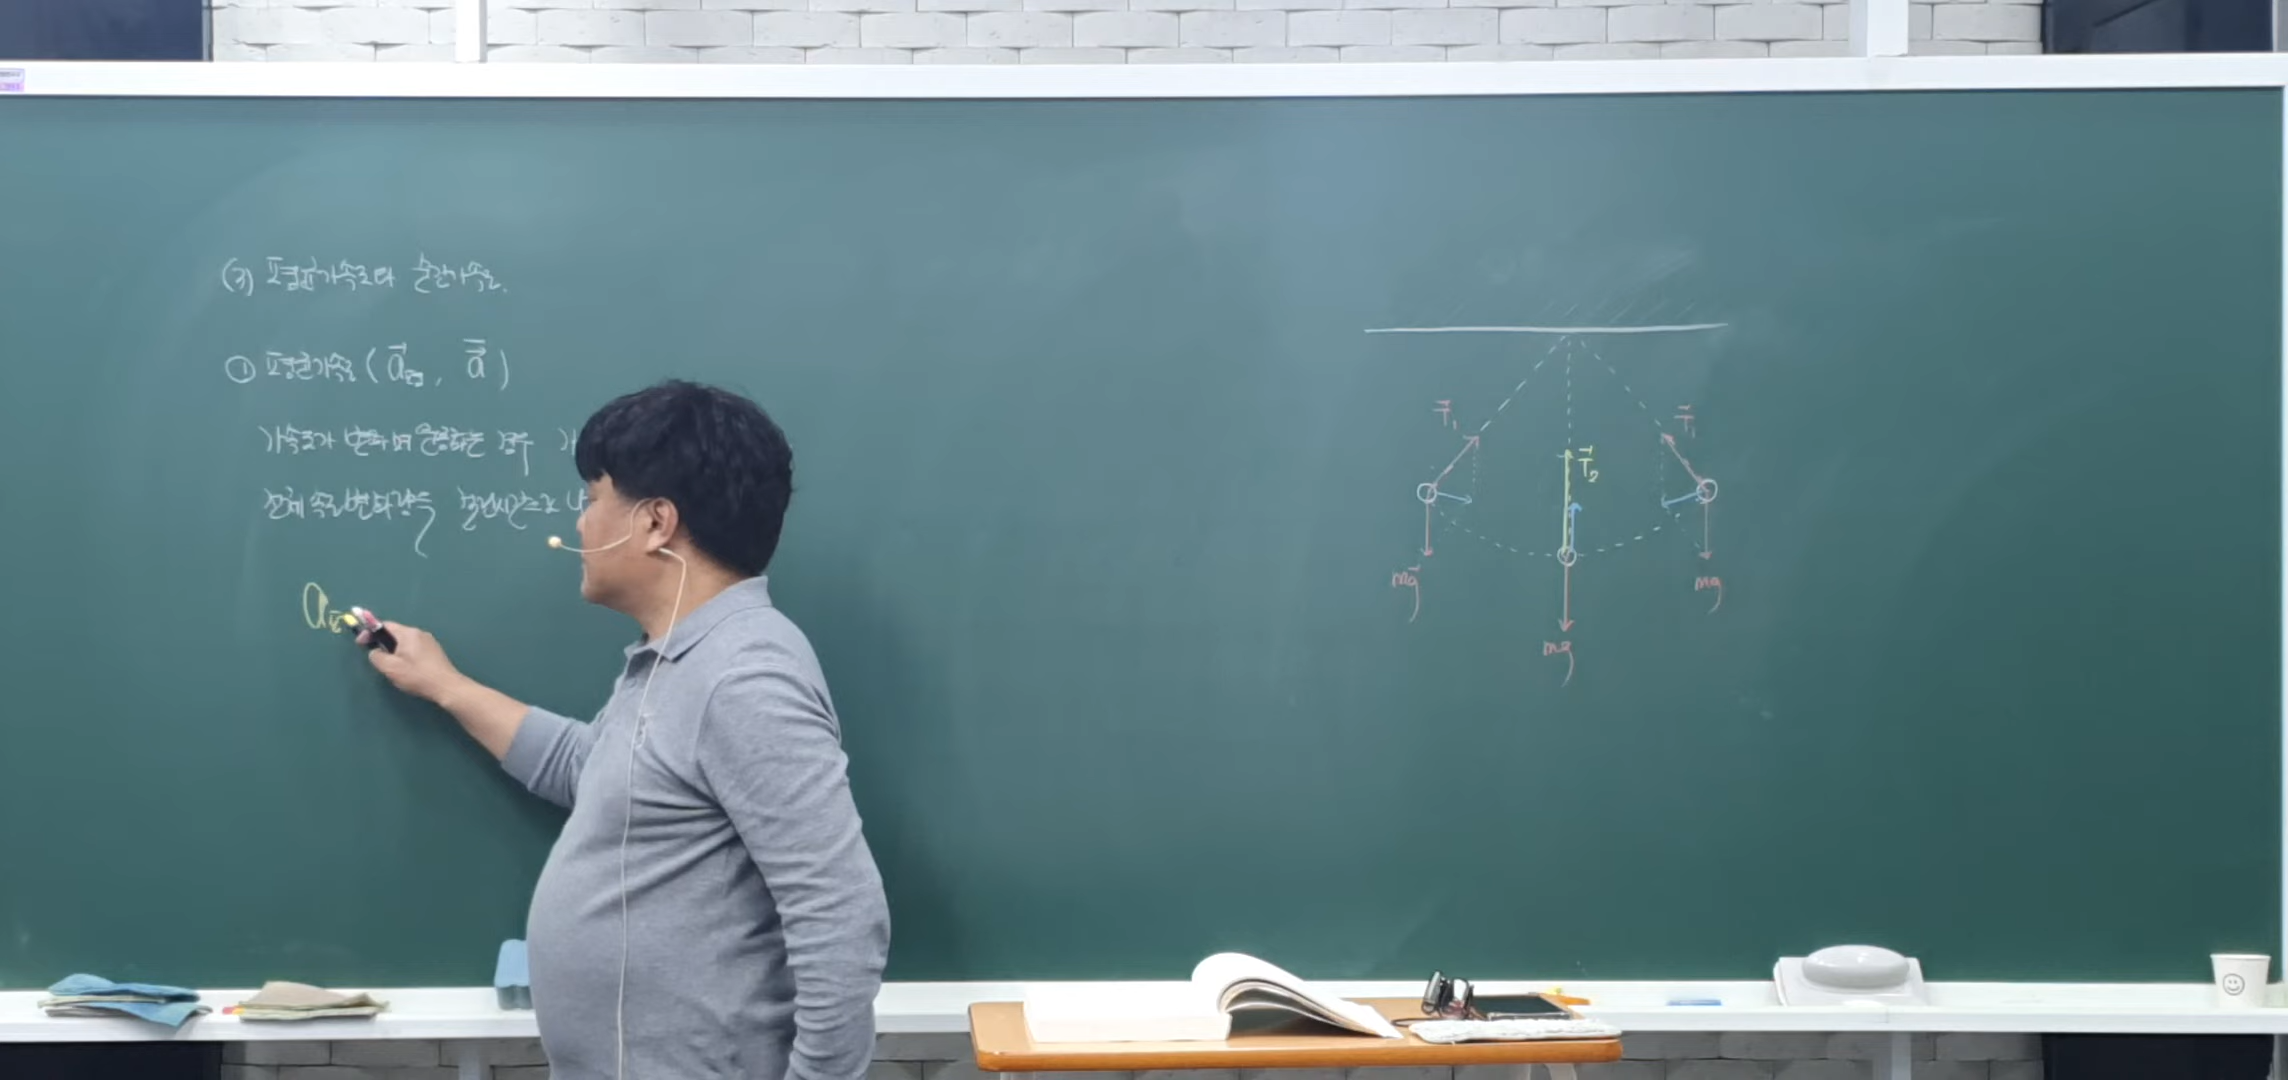 (3) 평균가속도와 순간가속도.
① 평균가속도 (a⃗평균, a̅⃗)
가속도가 변화며 운동하는 경우
전체 속도변화량을 걸린시간으로 나
a평
T⃗₁
T⃗₁
T⃗₂
mg⃗
mg
mg